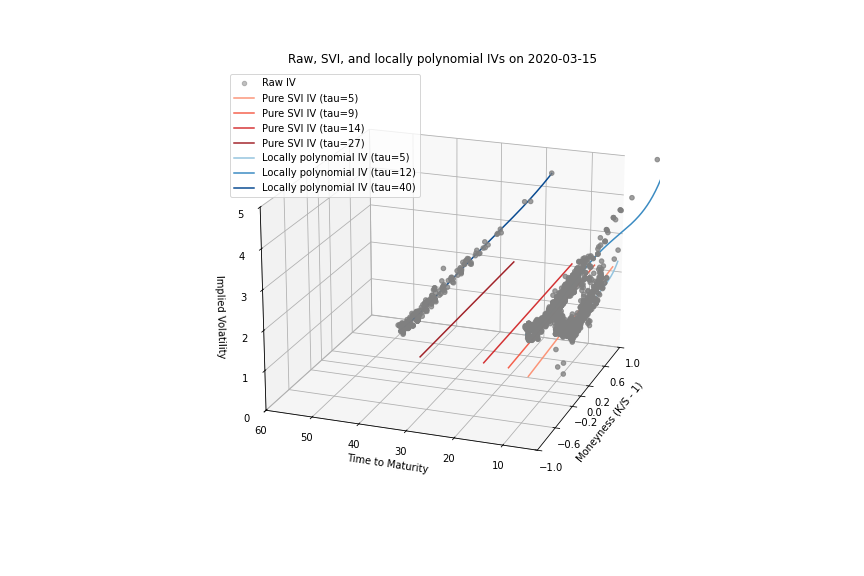 Raw, SVI, and locally polynomial IVs on 2020-03-15
Raw IV
Pure SVI IV (tau=5)
Pure SVI IV (tau=9)
Pure SVI IV (tau=14)
Pure SVI IV (tau=27)
Locally polynomial IV (tau=5)
Locally polynomial IV (tau=12)
Locally polynomial IV (tau=40)
5
4
3
2
1
0
Implied Volatility
60
50
40
30
20
10
Time to Maturity
1.0
0.6
0.2
0.0
−0.2
−0.6
−1.0
Moneyness (K/S - 1)